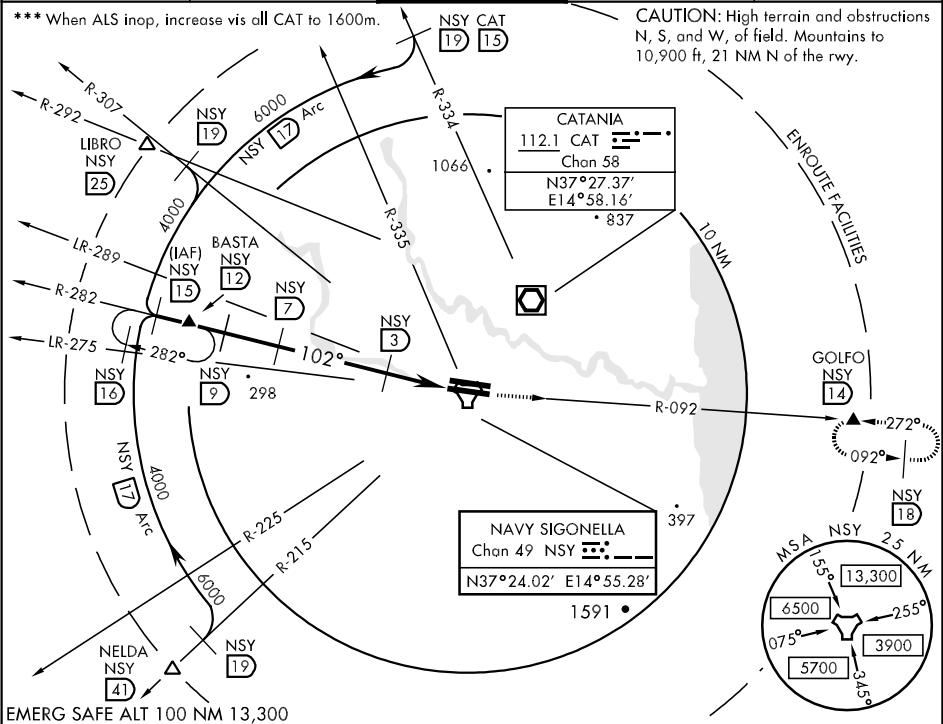 *** When ALS inop, increase vis all CAT to 1600m.
CAUTION: High terrain and obstructions
N, S, and W, of field. Mountains to
10,900 ft, 21 NM N of the rwy.
NSY CAT
19 15
R-307
R-292
LIBRO
NSY
25
NSY
19
6000
NSY 17 Arc
4000
R-334
1066
R-335
CATANIA
112.1 CAT
Chan 58
N37°27.37'
E14°58.16'
837
10 NM
ENROUTE FACILITIES
LR-289
(IAF)
NSY
15
BASTA
NSY
12
R-282
LR-275
NSY
7
NSY
3
102°
282°
NSY
16
NSY
9
298
GOLFO
NSY
14
R-092
272°
092°
NSY
18
NSY 17 Arc
4000
6000
R-225
R-215
NAVY SIGONELLA
Chan 49 NSY
N37°24.02' E14°55.28'
397
1591
NELDA
NSY
41
NSY
19
MSA NSY 25 NM
155°
13,300
6500
255°
075°
3900
5700
345°
EMERG SAFE ALT 100 NM 13,300